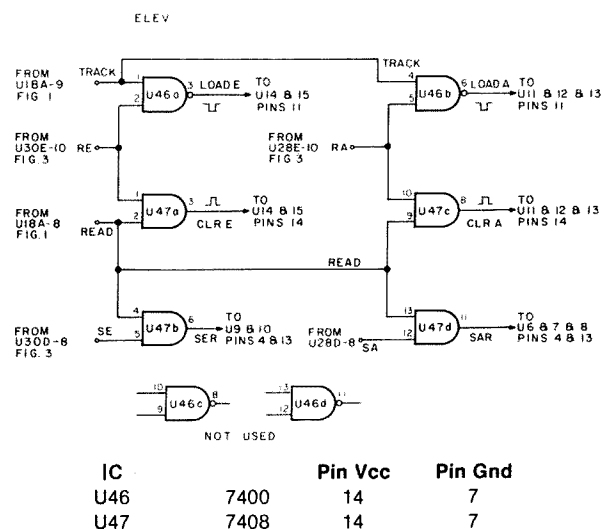 ELEV
FROM U18A-9 FIG. 1
TRACK
1
2
U46a
3
LOAD E
TO U14 & 15 PINS 11
TRACK
4
5
U46b
6
LOAD A
TO U11 & 12 & 13 PINS 11
FROM U30E-10 FIG. 3
RE
FROM U28E-10 FIG. 3
RA
FROM U18A-8 FIG. 1
READ
1
2
U47a
3
CLR E
TO U14 & 15 PINS 14
10
9
U47c
8
CLR A
TO U11 & 12 & 13 PINS 14
READ
FROM U30D-8 FIG. 3
SE
4
5
U47b
6
SER
TO U9 & 10 PINS 4 & 13
FROM U28D-8
SA
13
12
U47d
11
SAR
TO U6 & 7 & 8 PINS 4 & 13
10
9
U46c
8
13
12
U46d
11
NOT USED
IC Pin Vcc Pin Gnd
U46 7400 14 7
U47 7408 14 7